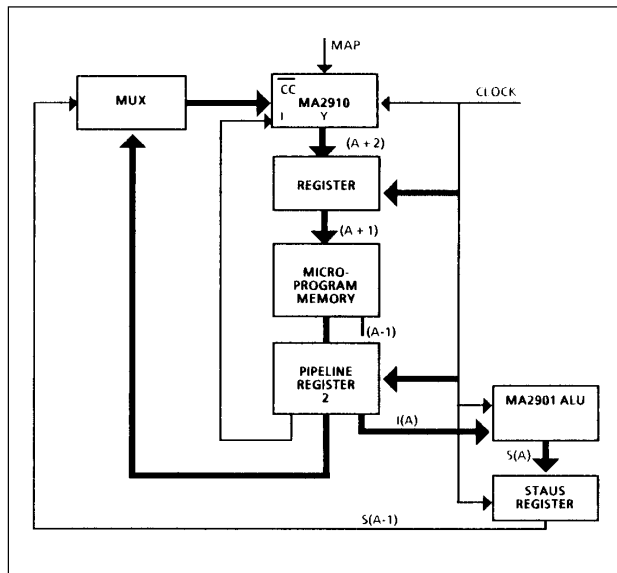 MAP
MUX
CC
MA2910
I Y
CLOCK
(A + 2)
REGISTER
(A + 1)
MICRO-
PROGRAM
MEMORY
(A-1)
PIPELINE
REGISTER
2
I(A)
MA2901 ALU
S(A)
STAUS
REGISTER
S(A-1)